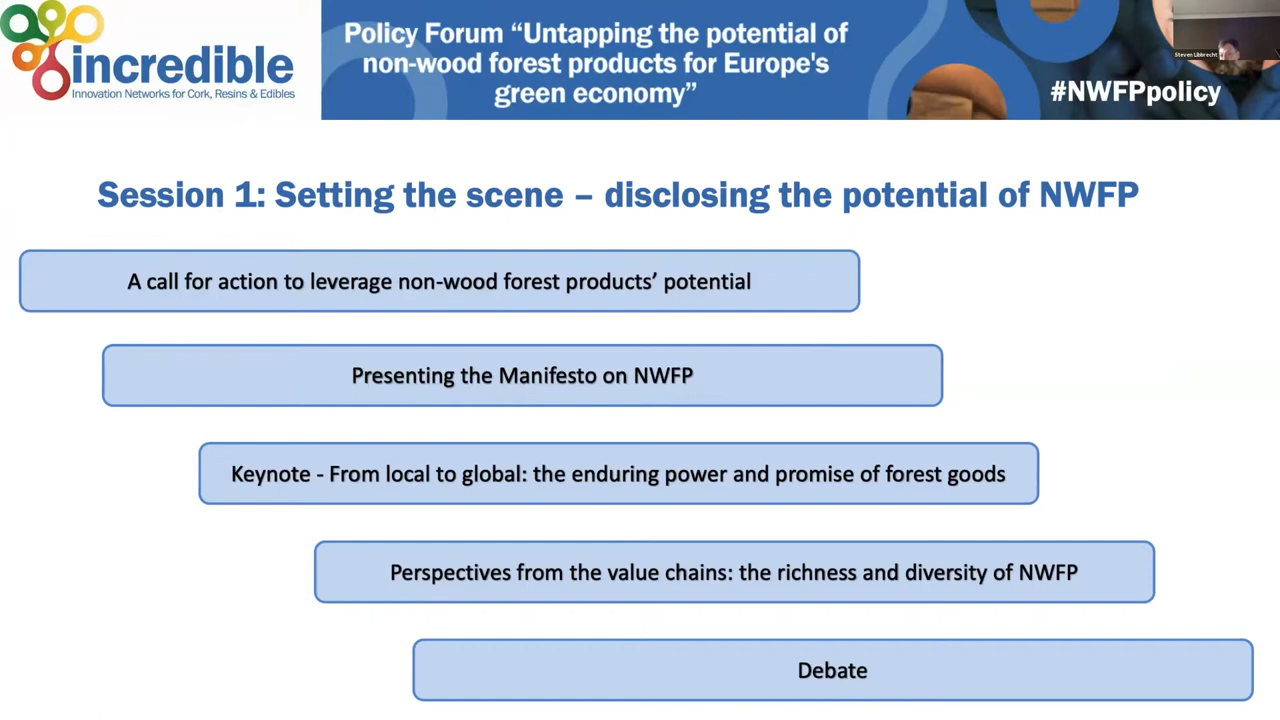 incredible
Innovation Networks for Cork, Resins & Edibles
Policy Forum “Untapping the potential of
non-wood forest products for Europe's
green economy”
#NWFPpolicy
Steven Libbrecht
Session 1: Setting the scene – disclosing the potential of NWFP
A call for action to leverage non-wood forest products’ potential
Presenting the Manifesto on NWFP
Keynote - From local to global: the enduring power and promise of forest goods
Perspectives from the value chains: the richness and diversity of NWFP
Debate